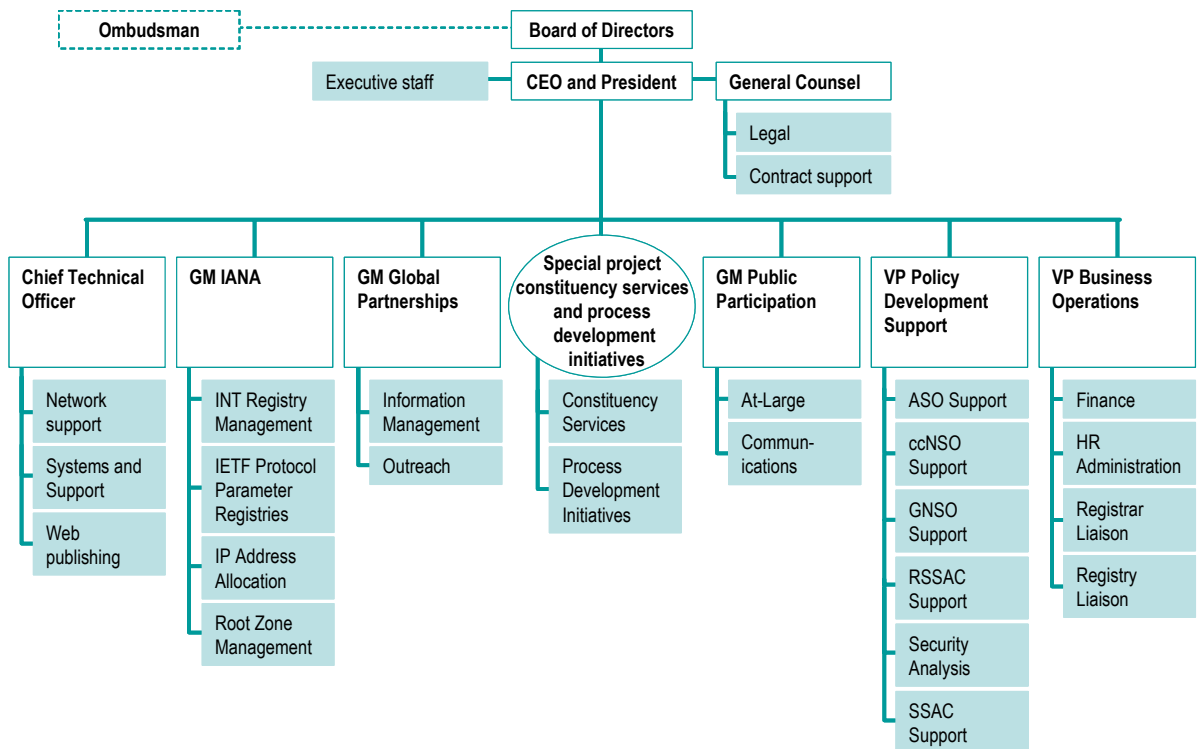 Ombudsman
Board of Directors
Executive staff
CEO and President
General Counsel
Legal
Contract support
Chief Technical
Officer
Network
support
Systems and
Support
Web
publishing
GM IANA
INT Registry
Management
IETF Protocol
Parameter
Registries
IP Address
Allocation
Root Zone
Management
GM Global
Partnerships
Information
Management
Outreach
Special project
constituency services
and process
development
initiatives
Constituency
Services
Process
Development
Initiatives
GM Public
Participation
At-Large
Commun-
ications
VP Policy
Development
Support
ASO Support
ccNSO
Support
GNSO
Support
RSSAC
Support
Security
Analysis
SSAC
Support
VP Business
Operations
Finance
HR
Administration
Registrar
Liaison
Registry
Liaison